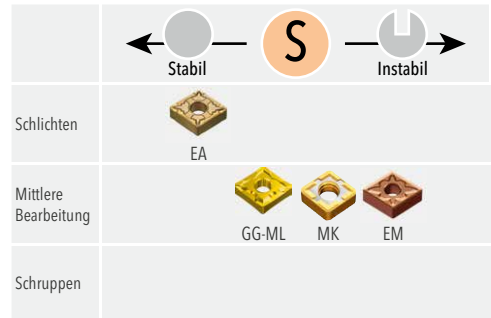 S
Stabil
Instabil
Schlichten
EA
Mittlere
Bearbeitung
GG-ML
MK
EM
Schruppen